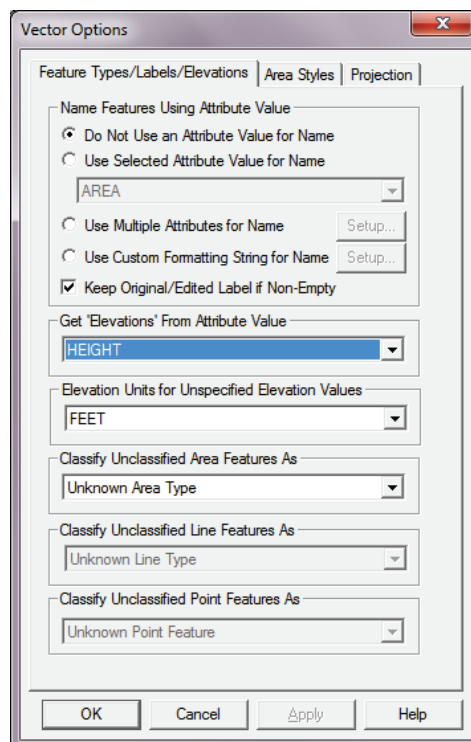 Vector Options
Feature Types/Labels/Elevations Area Styles Projection
Name Features Using Attribute Value
Do Not Use an Attribute Value for Name
Use Selected Attribute Value for Name
AREA
Use Multiple Attributes for Name Setup...
Use Custom Formatting String for Name Setup...
Keep Original/Edited Label if Non-Empty
Get 'Elevations' From Attribute Value
HEIGHT
Elevation Units for Unspecified Elevation Values
FEET
Classify Unclassified Area Features As
Unknown Area Type
Classify Unclassified Line Features As
Unknown Line Type
Classify Unclassified Point Features As
Unknown Point Feature
OK Cancel Apply Help